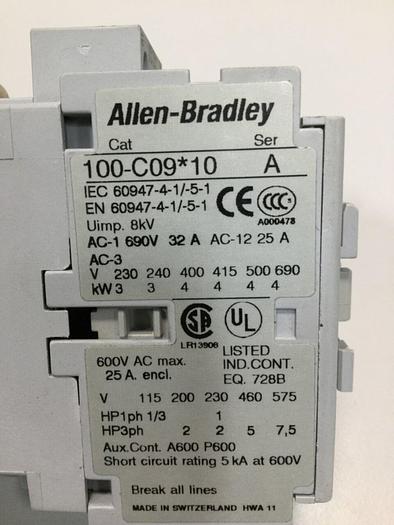 Allen-Bradley
Cat Ser
100-C09*10 A
IEC 60947-4-1/-5-1
EN 60947-4-1/-5-1
CE CCC
A000478
Uimp. 8kV
AC-1 690V 32 A AC-12 25 A
AC-3
V 230 240 400 415 500 690
kW 3 3 4 4 4 4
SA UL
LR13908
600V AC max. LISTED
25 A. encl. IND.CONT.
EQ. 728B
V 115 200 230 460 575
HP1ph 1/3 1
HP3ph 2 2 5 7,5
Aux.Cont. A600 P600
Short circuit rating 5 kA at 600V
Break all lines
MADE IN SWITZERLAND HWA 11